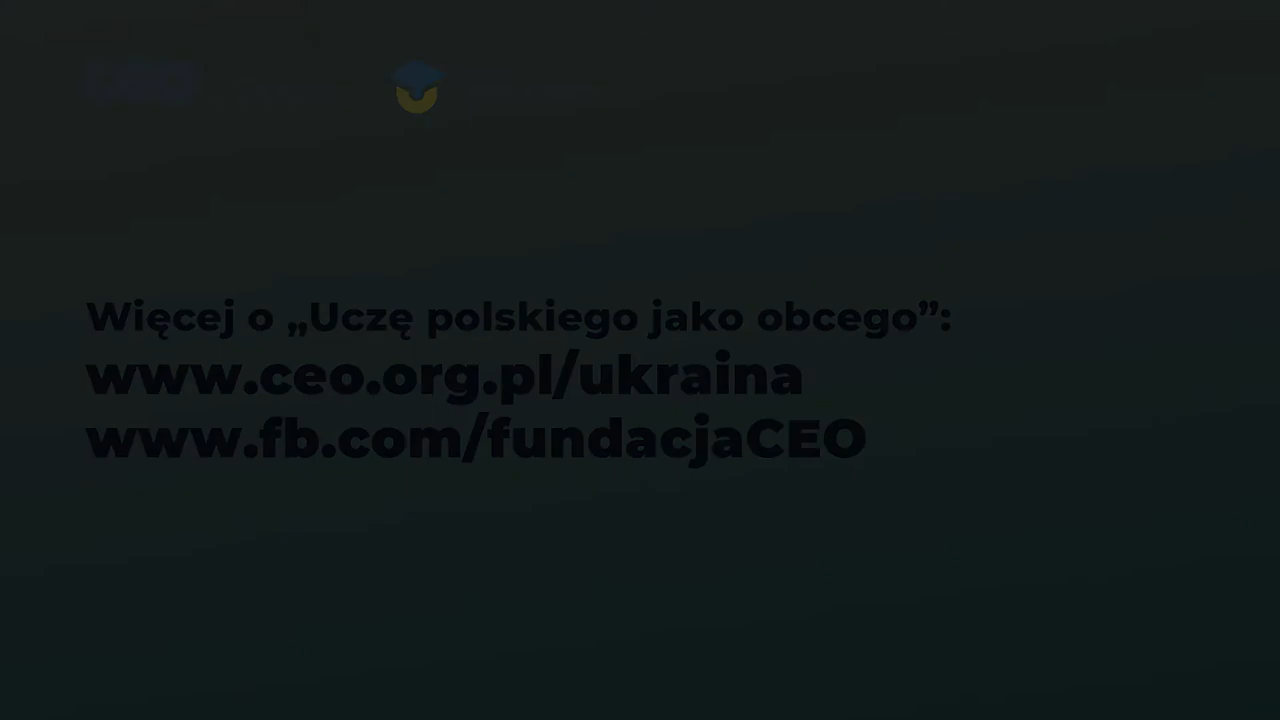 Więcej o „Uczę polskiego jako obcego”:
www.ceo.org.pl/ukraina
www.fb.com/fundacjaCEO